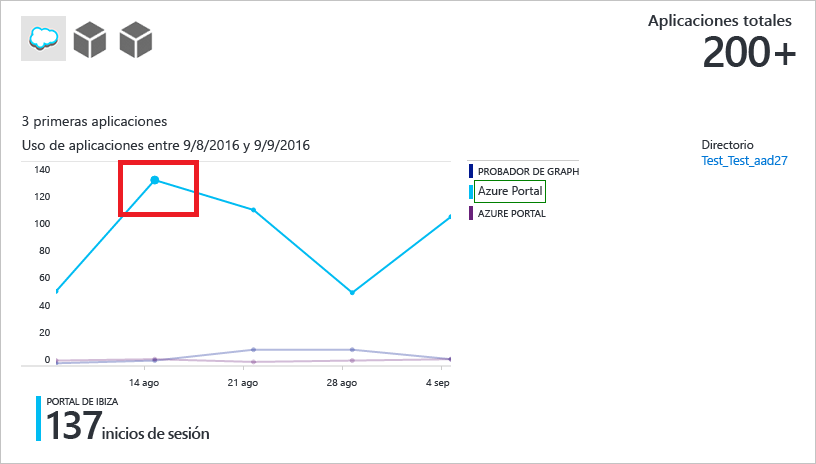 Aplicaciones totales
200+
3 primeras aplicaciones
Uso de aplicaciones entre 9/8/2016 y 9/9/2016
Directorio
Test_Test_aad27
140
120
100
80
60
40
20
0
14 ago
21 ago
28 ago
4 sep
PROBADOR DE GRAPH
Azure Portal
AZURE PORTAL
PORTAL DE IBIZA
137 inicios de sesión